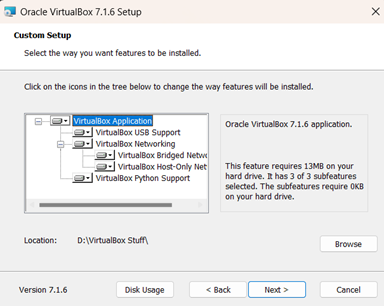 Oracle VirtualBox 7.1.6 Setup
Custom Setup
Select the way you want features to be installed.
Click on the icons in the tree below to change the way features will be installed.
VirtualBox Application
VirtualBox USB Support
VirtualBox Networking
VirtualBox Bridged Netwo
VirtualBox Host-Only Net
VirtualBox Python Support
Oracle VirtualBox 7.1.6 application.
This feature requires 13MB on your
hard drive. It has 3 of 3 subfeatures
selected. The subfeatures require 0KB
on your hard drive.
Location: D:\VirtualBox Stuff\
Browse
Version 7.1.6
Disk Usage
< Back
Next >
Cancel